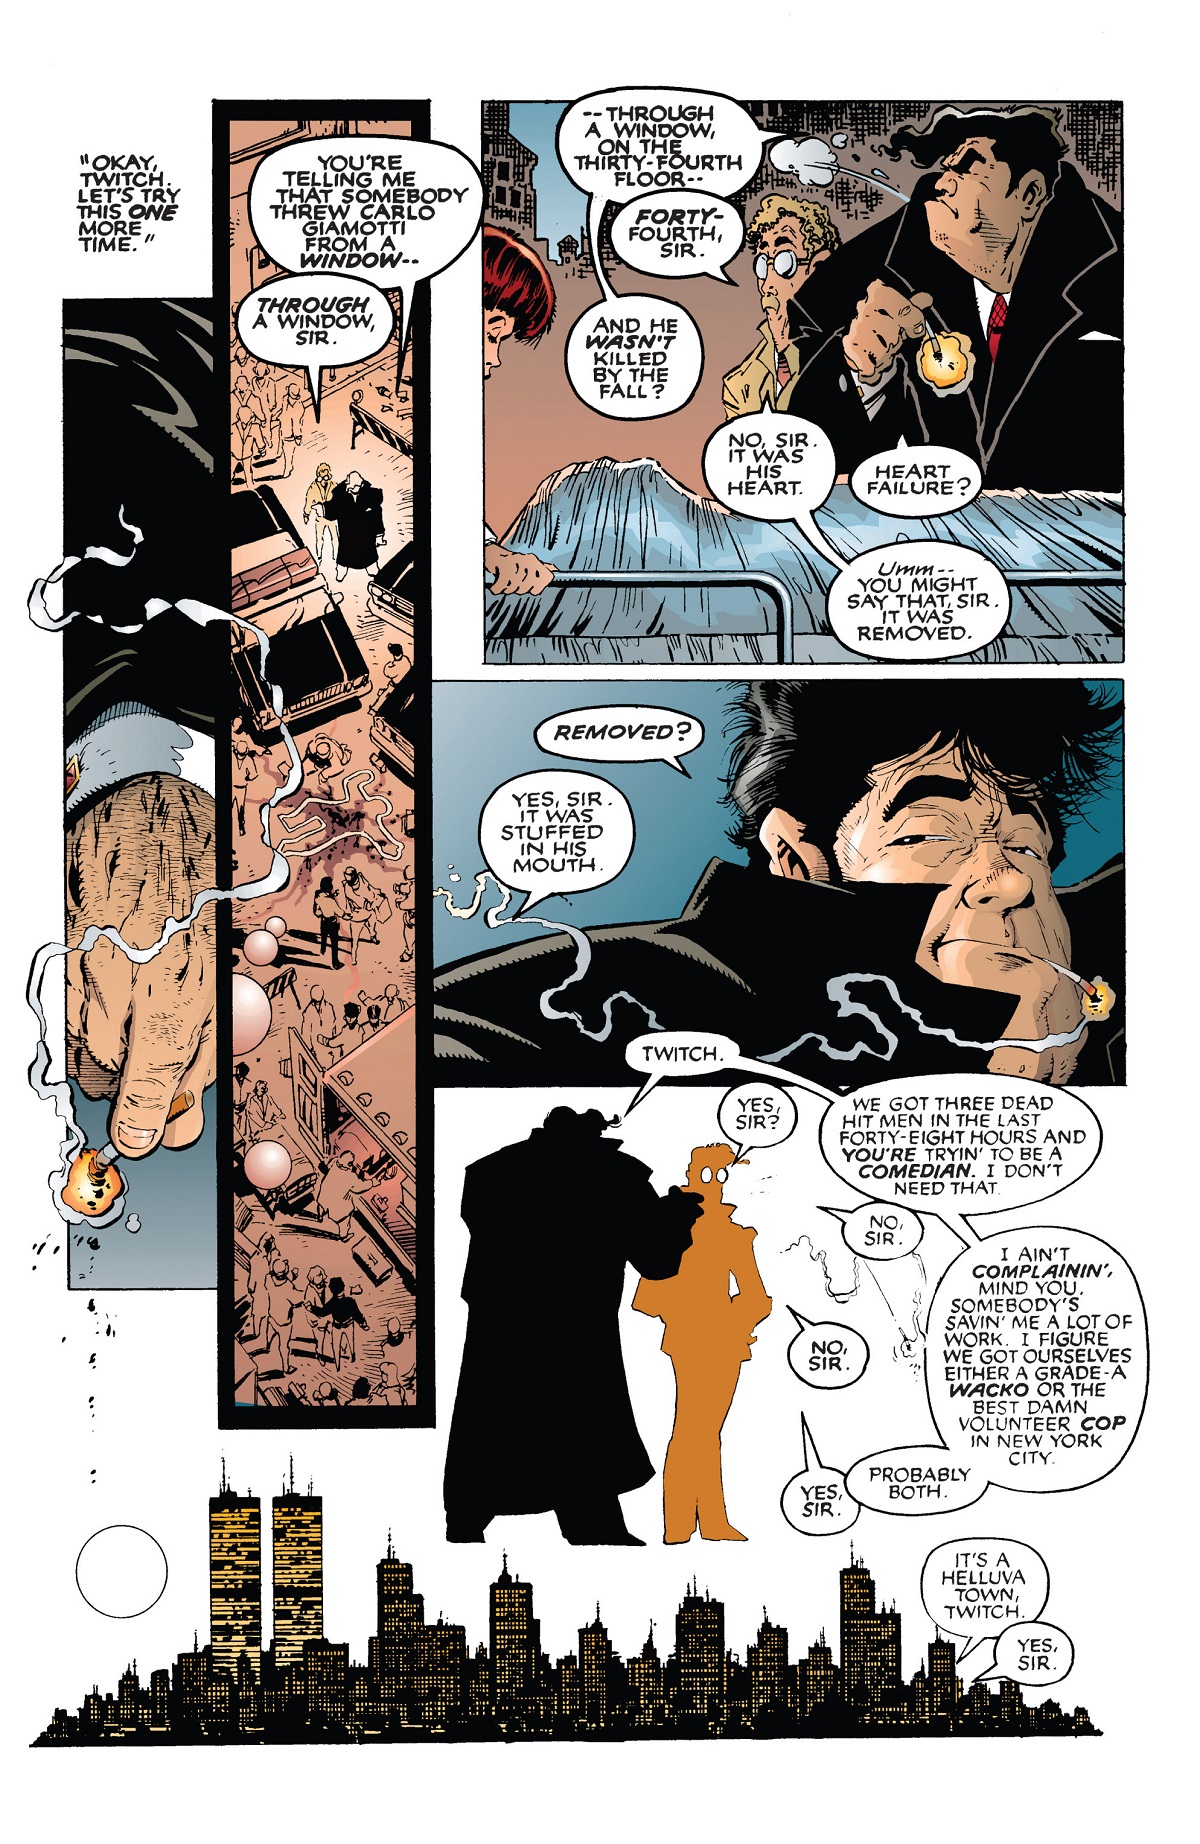 "OKAY,
TWITCH.
LET'S TRY
THIS ONE
MORE
TIME."
YOU'RE
TELLING ME
THAT SOMEBODY
THREW CARLO
GIAMOTTI
FROM A
WINDOW--
THROUGH
A WINDOW,
SIR.
-- THROUGH
A WINDOW,
ON THE
THIRTY-FOURTH
FLOOR--
FORTY-
FOURTH,
SIR.
AND HE
WASN'T
KILLED
BY THE
FALL?
NO, SIR.
IT WAS
HIS
HEART.
HEART
FAILURE?
Umm--
YOU MIGHT
SAY THAT, SIR.
IT WAS
REMOVED.
REMOVED?
YES, SIR.
IT WAS
STUFFED
IN HIS
MOUTH.
TWITCH.
YES,
SIR?
WE GOT THREE DEAD
HIT MEN IN THE LAST
FORTY-EIGHT HOURS AND
YOU'RE TRYIN' TO BE A
COMEDIAN. I DON'T
NEED THAT.
NO,
SIR.
I AIN'T
COMPLAININ',
MIND YOU.
SOMEBODY'S
SAVIN' ME A LOT OF
WORK. I FIGURE
WE GOT OURSELVES
EITHER A GRADE-A
WACKO OR THE
BEST DAMN
VOLUNTEER COP
IN NEW YORK
CITY.
NO,
SIR.
PROBABLY
BOTH.
YES,
SIR.
IT'S A
HELLUVA
TOWN,
TWITCH.
YES,
SIR.